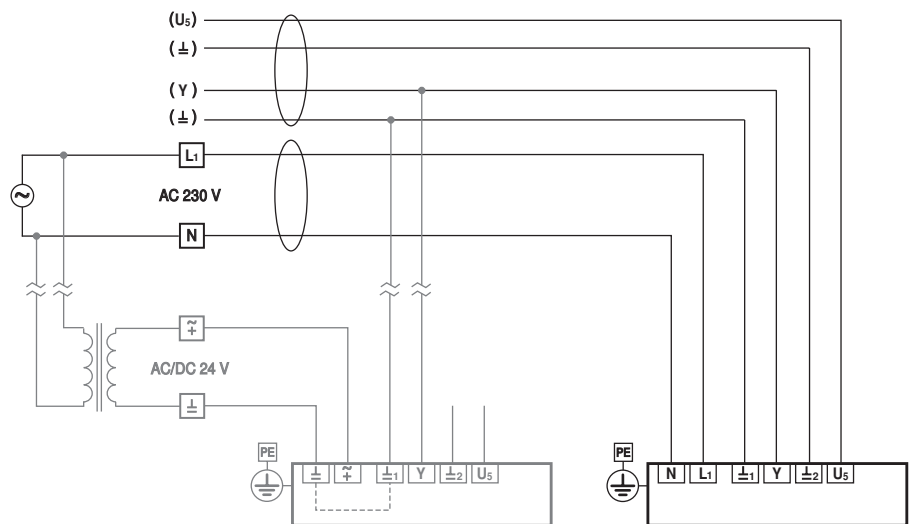 (U5)
(⊥)
(Y)
(⊥)
L1
AC 230 V
N
~
+
AC/DC 24 V
⊥
PE
⊥ ~+ ⊥1 Y ⊥2 U5
PE
N L1 ⊥1 Y ⊥2 U5